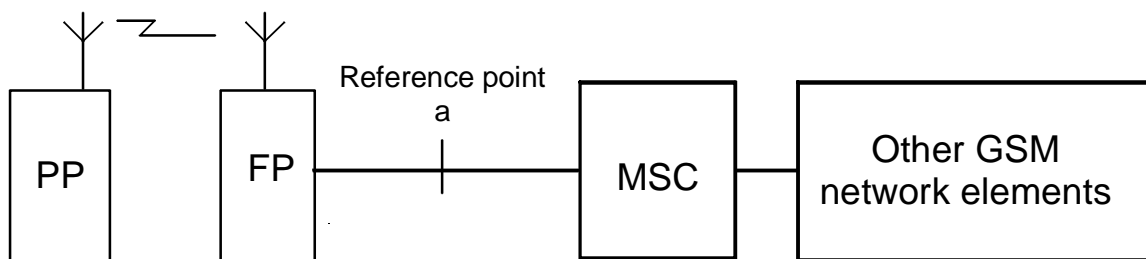 Reference point
a
PP
FP
MSC
Other GSM
network elements